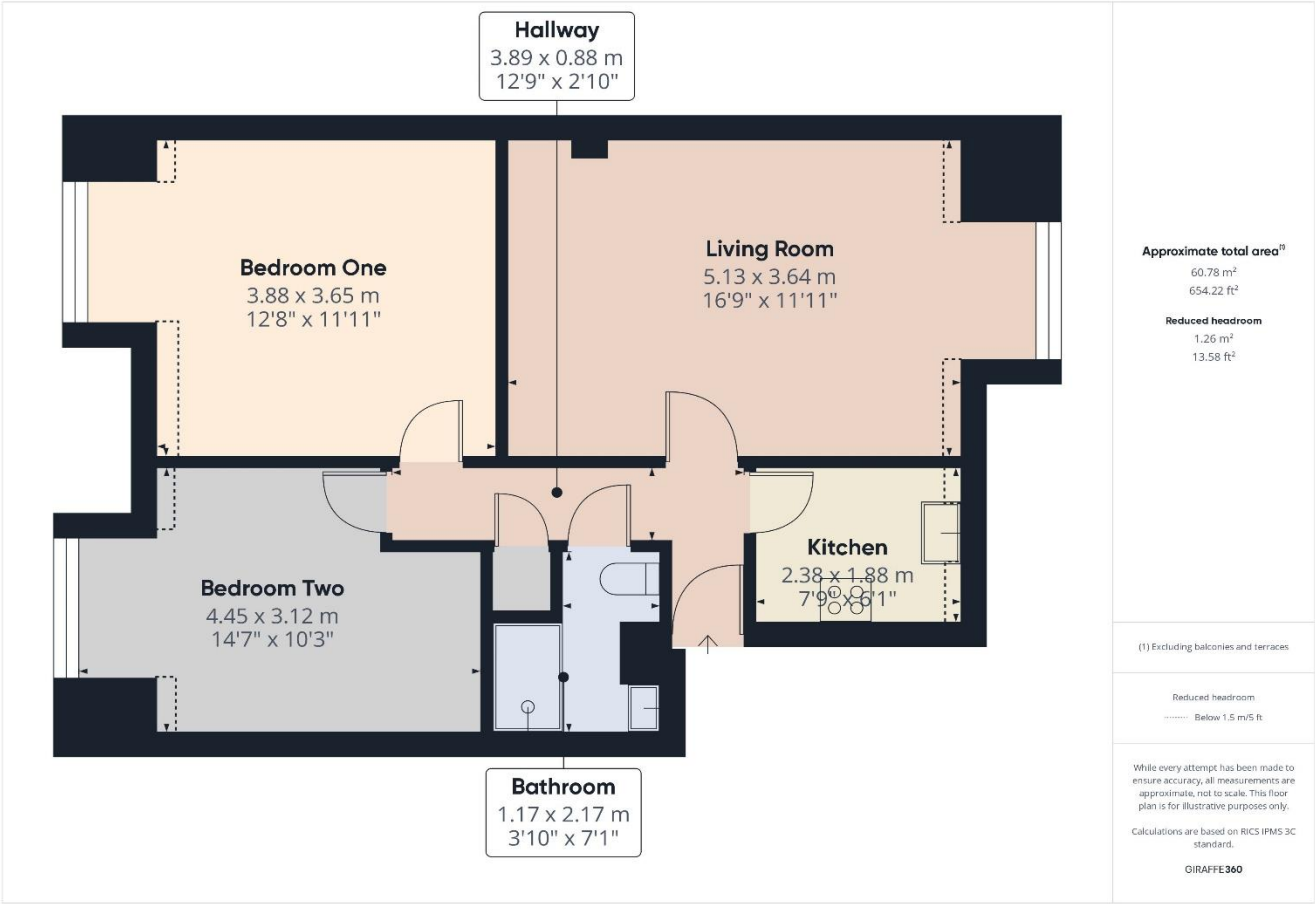 Hallway
3.89 x 0.88 m
12'9" x 2'10"
Bedroom One
3.88 x 3.65 m
12'8" x 11'11"
Living Room
5.13 x 3.64 m
16'9" x 11'11"
Kitchen
2.38 x 1.88 m
7'9" x 6'1"
Bedroom Two
4.45 x 3.12 m
14'7" x 10'3"
Bathroom
1.17 x 2.17 m
3'10" x 7'1"
Approximate total area(1)
60.78 m²
654.22 ft²
Reduced headroom
1.26 m²
13.58 ft²
(1) Excluding balconies and terraces
Reduced headroom
Below 1.5 m/5 ft
While every attempt has been made to
ensure accuracy, all measurements are
approximate, not to scale. This floor
plan is for illustrative purposes only.
Calculations are based on RICS IPMS 3C
standard.
GIRAFFE360